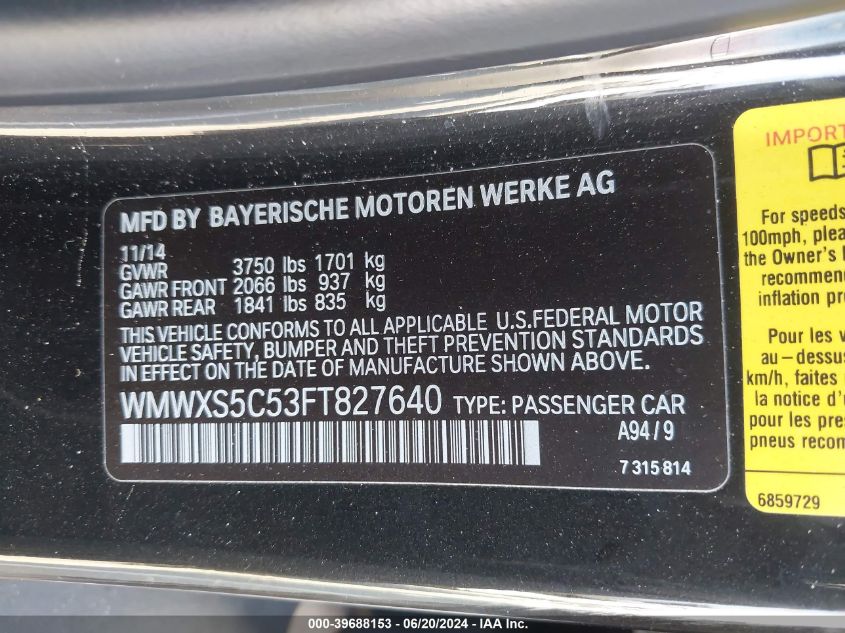 MFD BY BAYERISCHE MOTOREN WERKE AG
11/14
GVWR 3750 lbs 1701 kg
GAWR FRONT 2066 lbs 937 kg
GAWR REAR 1841 lbs 835 kg
THIS VEHICLE CONFORMS TO ALL APPLICABLE U.S.FEDERAL MOTOR
VEHICLE SAFETY, BUMPER AND THEFT PREVENTION STANDARDS
IN EFFECT ON THE DATE OF MANUFACTURE SHOWN ABOVE.
WMWXS5C53FT827640 TYPE: PASSENGER CAR
A94/9
7 315 814
IMPORT
For speeds
100mph, plea
the Owner's
recommen
inflation pr
Pour les v
au-dessus
km/h, faites
la notice d'u
pour les pre
pneus recom
6859729
000-39688153 / 06/20/2024 - IAA Inc.